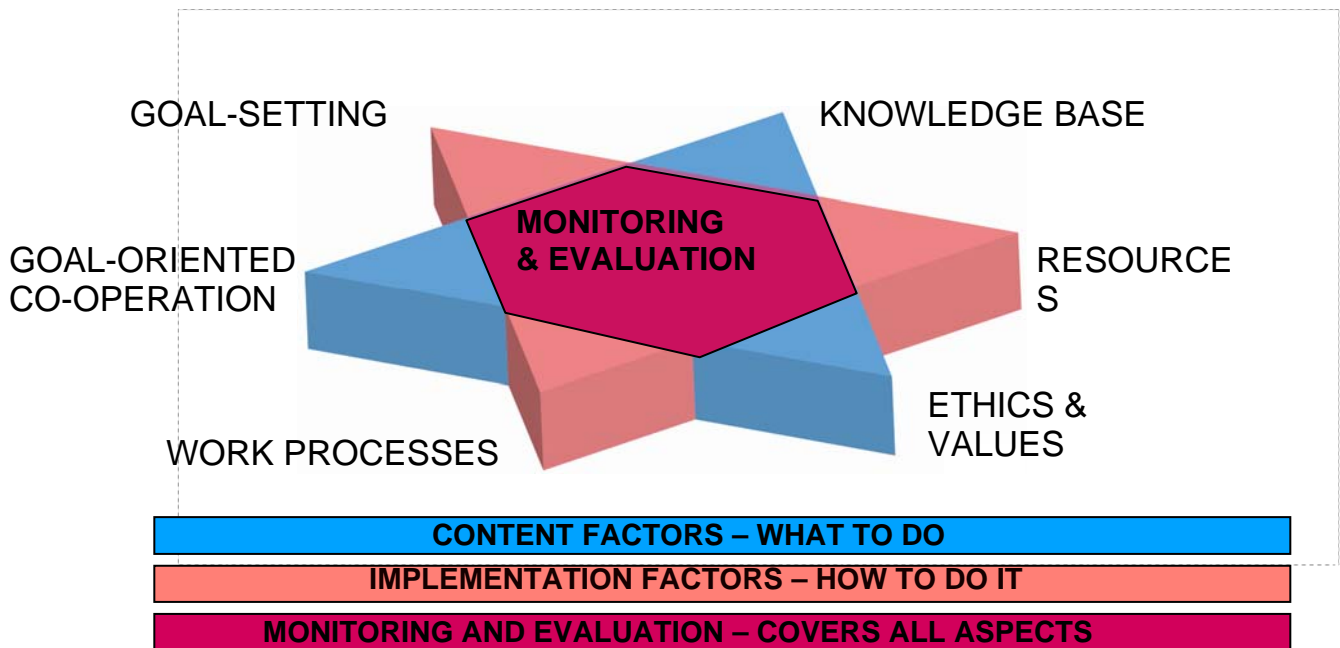 GOAL-SETTING
KNOWLEDGE BASE
MONITORING
& EVALUATION
GOAL-ORIENTED
CO-OPERATION
RESOURCE
S
ETHICS &
VALUES
WORK PROCESSES
CONTENT FACTORS – WHAT TO DO
IMPLEMENTATION FACTORS – HOW TO DO IT
MONITORING AND EVALUATION – COVERS ALL ASPECTS